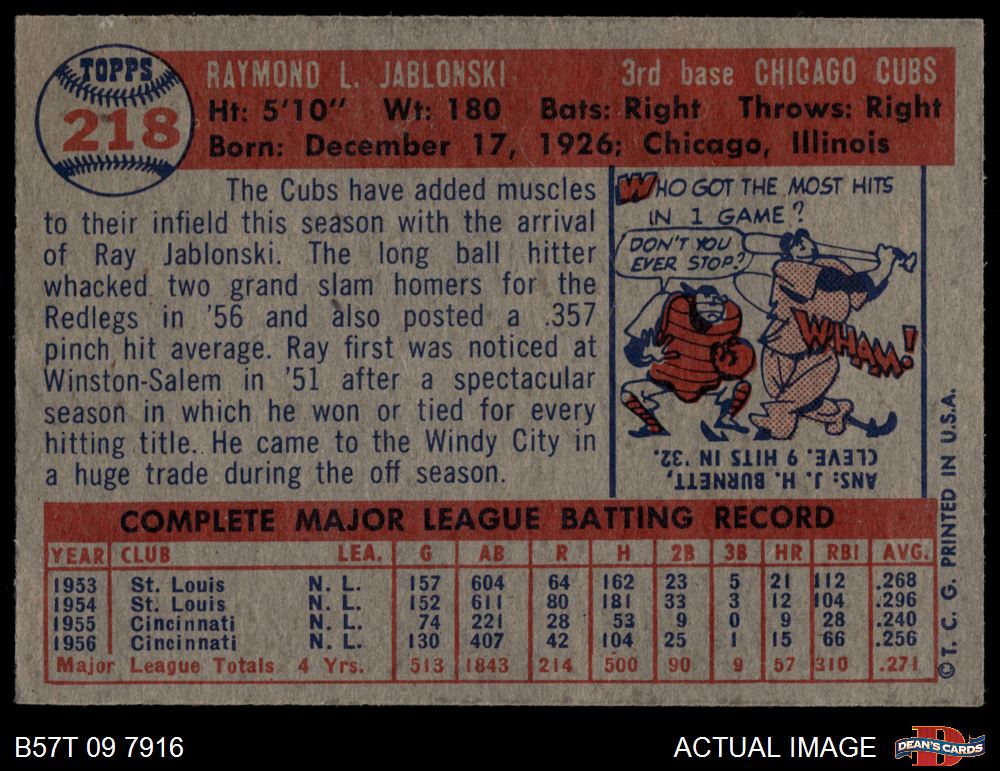 TOPPS
218
RAYMOND L. JABLONSKI 3rd base CHICAGO CUBS
Ht: 5'10" Wt: 180 Bats: Right Throws: Right
Born: December 17, 1926; Chicago, Illinois
The Cubs have added muscles
to their infield this season with the arrival
of Ray Jablonski. The long ball hitter
whacked two grand slam homers for the
Redlegs in '56 and also posted a .357
pinch hit average. Ray first was noticed at
Winston-Salem in '51 after a spectacular
season in which he won or tied for every
hitting title. He came to the Windy City in
a huge trade during the off season.
WHO GOT THE MOST HITS
IN 1 GAME?
DON'T YOU
EVER STOP?
WHAM!
ANS: J. H. BURNETT,
CLEVE. 9 HITS IN '32.
COMPLETE MAJOR LEAGUE BATTING RECORD
YEAR CLUB LEA. G AB R H 2B 3B HR RBI AVG.
1953 St. Louis N. L. 157 604 64 162 23 5 21 112 .268
1954 St. Louis N. L. 152 611 80 181 33 3 12 104 .296
1955 Cincinnati N. L. 74 221 28 53 9 0 9 28 .240
1956 Cincinnati N. L. 130 407 42 104 25 1 15 66 .256
Major League Totals 4 Yrs. 513 1843 214 500 90 9 57 310 .271
© T. C. G. PRINTED IN U.S.A.
B57T 09 7916
ACTUAL IMAGE
DEAN'S CARDS